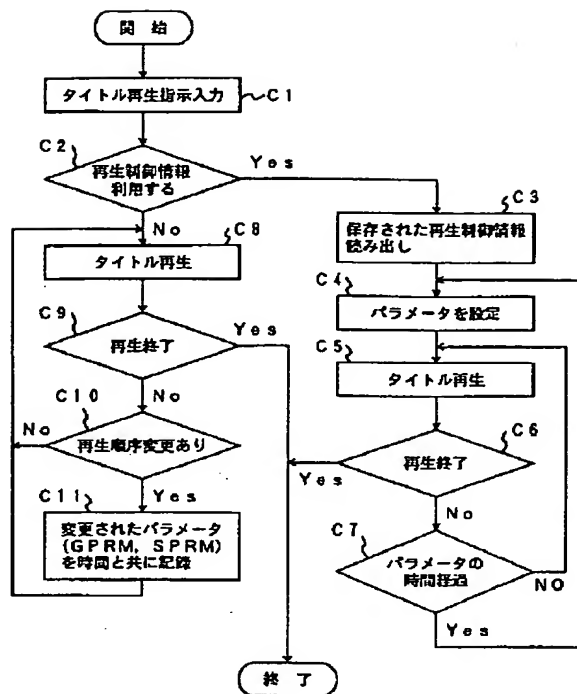 開 始
タイトル再生指示入力
C1
C2
再生制御情報
利用する
Yes
No
C3
保存された再生制御情報
読み出し
C8
タイトル再生
C4
パラメータを設定
C9
再生終了
Yes
No
C5
タイトル再生
C10
再生順序変更あり
No
Yes
C6
再生終了
Yes
No
C11
変更されたパラメータ
(GPRM, SPRM)
を時間と共に記録
C7
パラメータの
時間経過
NO
Yes
終 了